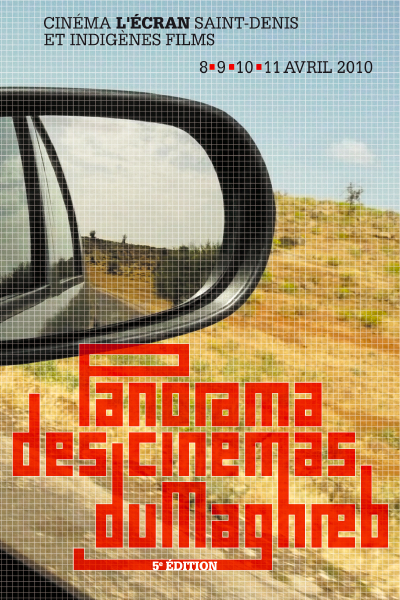 CINÉMA L'ÉCRAN SAINT-DENIS
ET INDIGÈNES FILMS
8▪9▪10▪11 AVRIL 2010
Panorama
des cinémas
du Maghreb
5e ÉDITION